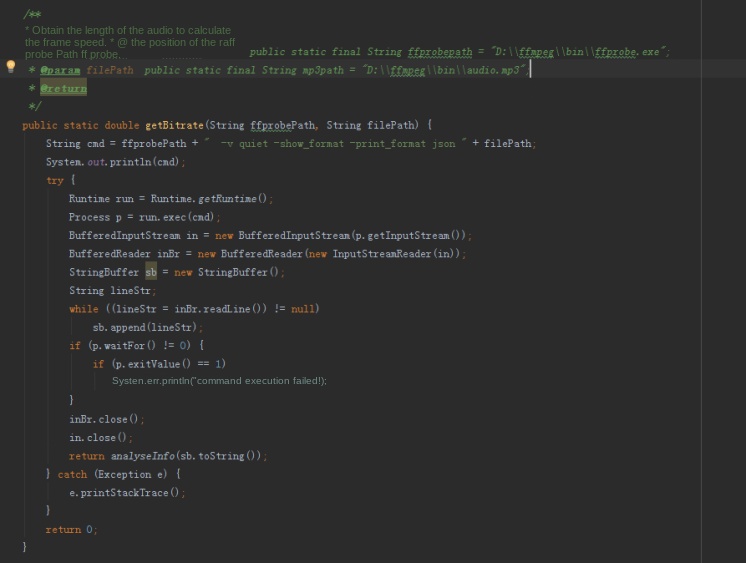 /**
* Obtain the length of the audio to calculate
the frame speed. * @ the position of the raff
probe Path ff probe... public static final String ffprobepath = "D:\\ffmpeg\\bin\\ffprobe.exe";
* @param filePath public static final String mp3path = "D:\\ffmpeg\\bin\\audio.mp3",
* @return
*/
public static double getBitrate(String ffprobePath, String filePath) {
String cmd = ffprobePath + " -v quiet -show_format -print_format json " + filePath;
System.out.println(cmd);
try {
Runtime run = Runtime.getRuntime();
Process p = run.exec(cmd);
BufferedInputStream in = new BufferedInputStream(p.getInputStream());
BufferedReader inBr = new BufferedReader(new InputStreamReader(in));
StringBuffer sb = new StringBuffer();
String lineStr;
while ((lineStr = inBr.readLine()) != null)
sb.append(lineStr);
if (p.waitFor() != 0) {
if (p.exitValue() == 1)
Systen.err.println("command execution failed!);
}
inBr.close();
in.close();
return analyseInfo(sb.toString());
} catch (Exception e) {
e.printStackTrace();
}
return 0;
}